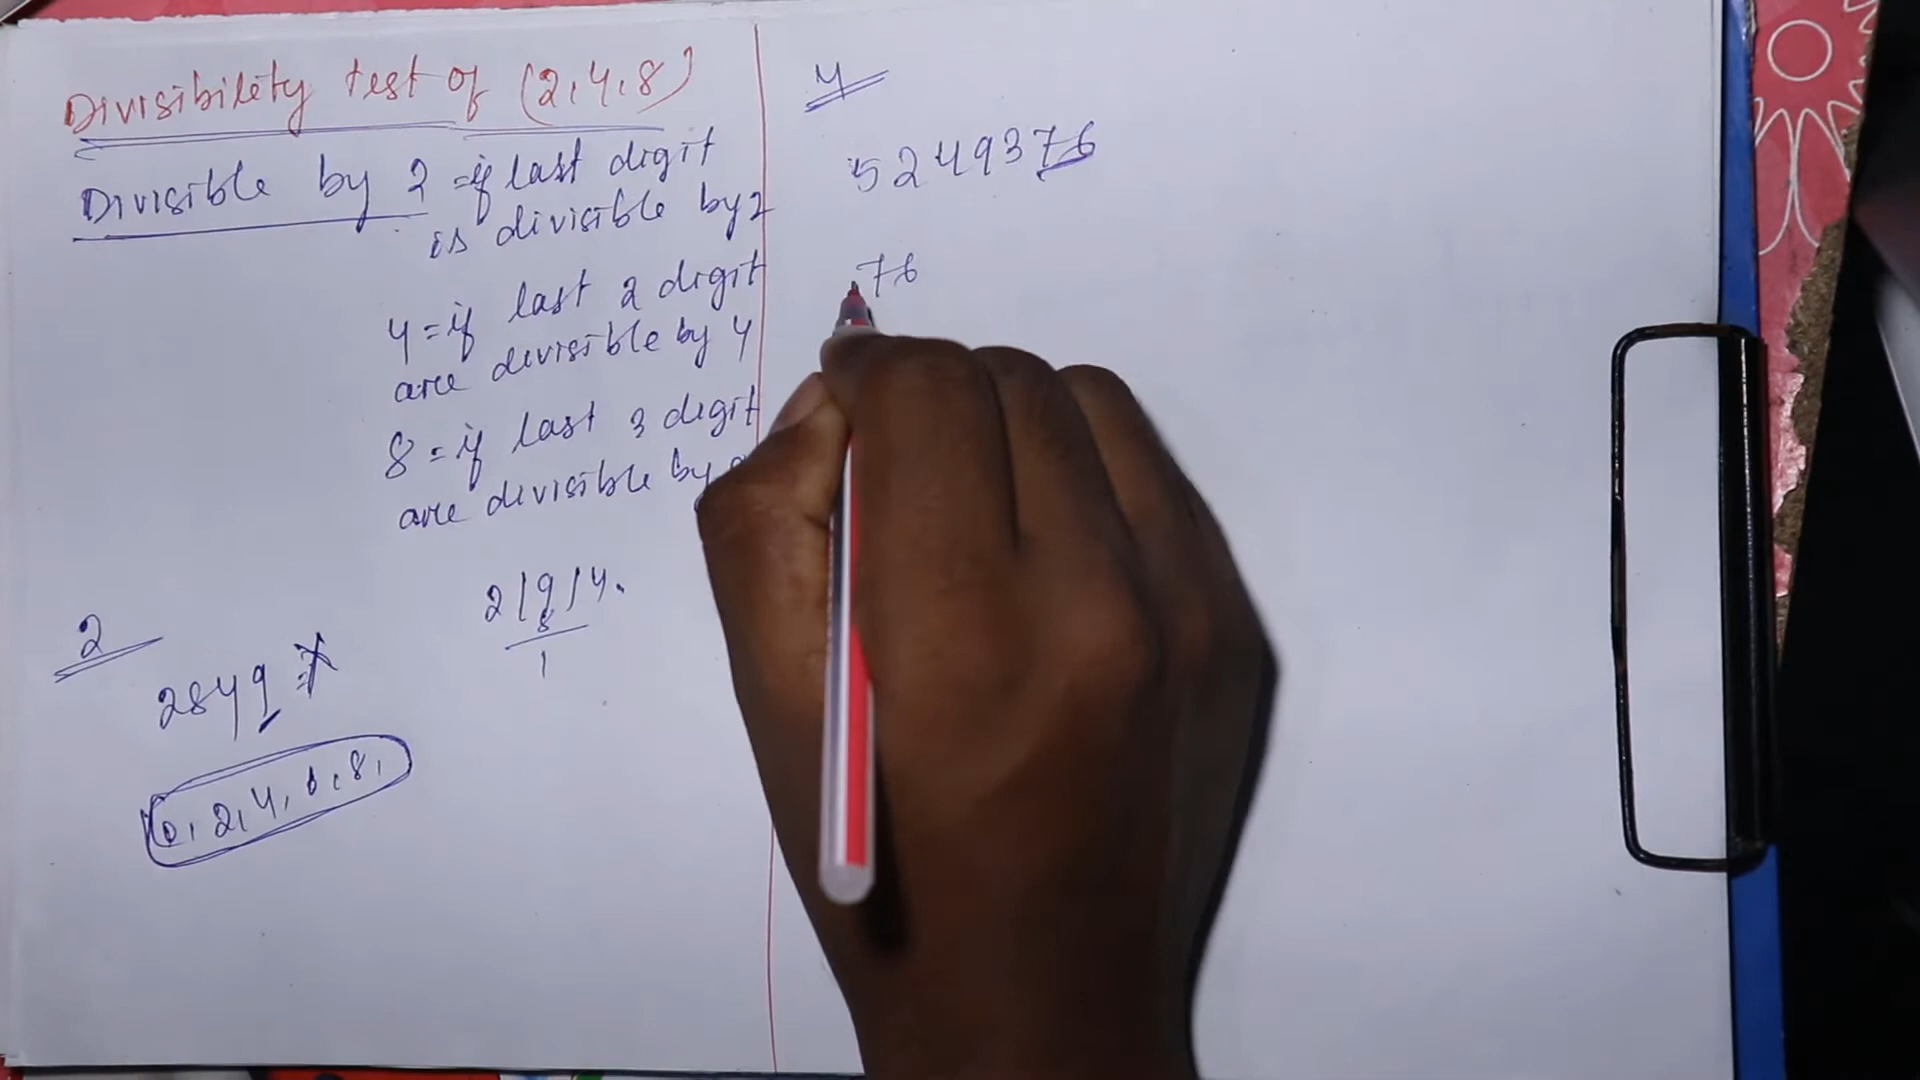 Divisibility test of (2,4,8)
Divisible by 2 = if last digit
is divisible by 2
4 = if last 2 digit
are divisible by 4
8 = if last 3 digit
are divisible by
2 | 9 | 4.
8
1
2
2849 =
0, 2, 4, 6, 8,
4
5249376
76